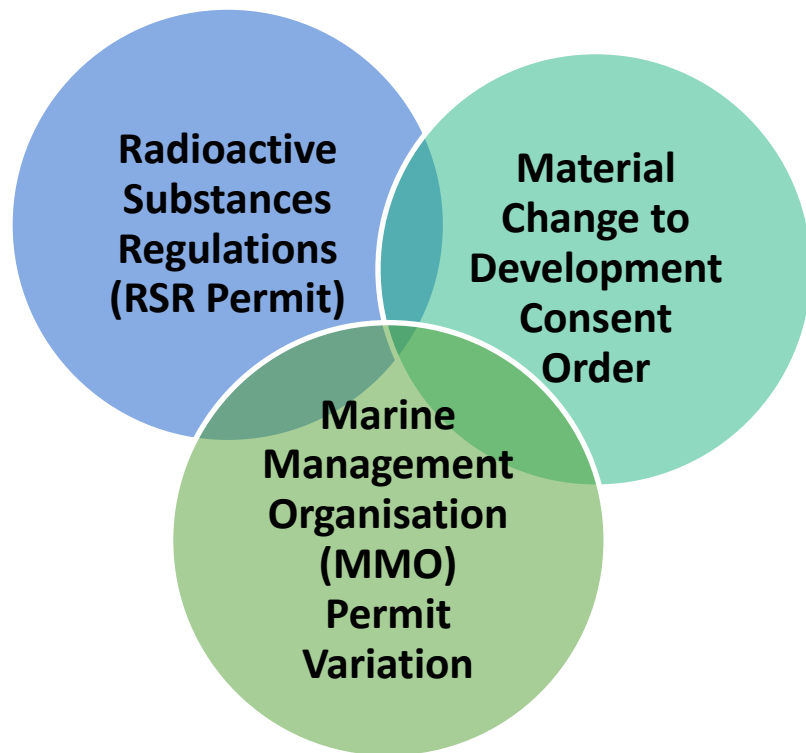 Radioactive
Substances
Regulations
(RSR Permit)
Material
Change to
Development
Consent
Order
Marine
Management
Organisation
(MMO)
Permit
Variation